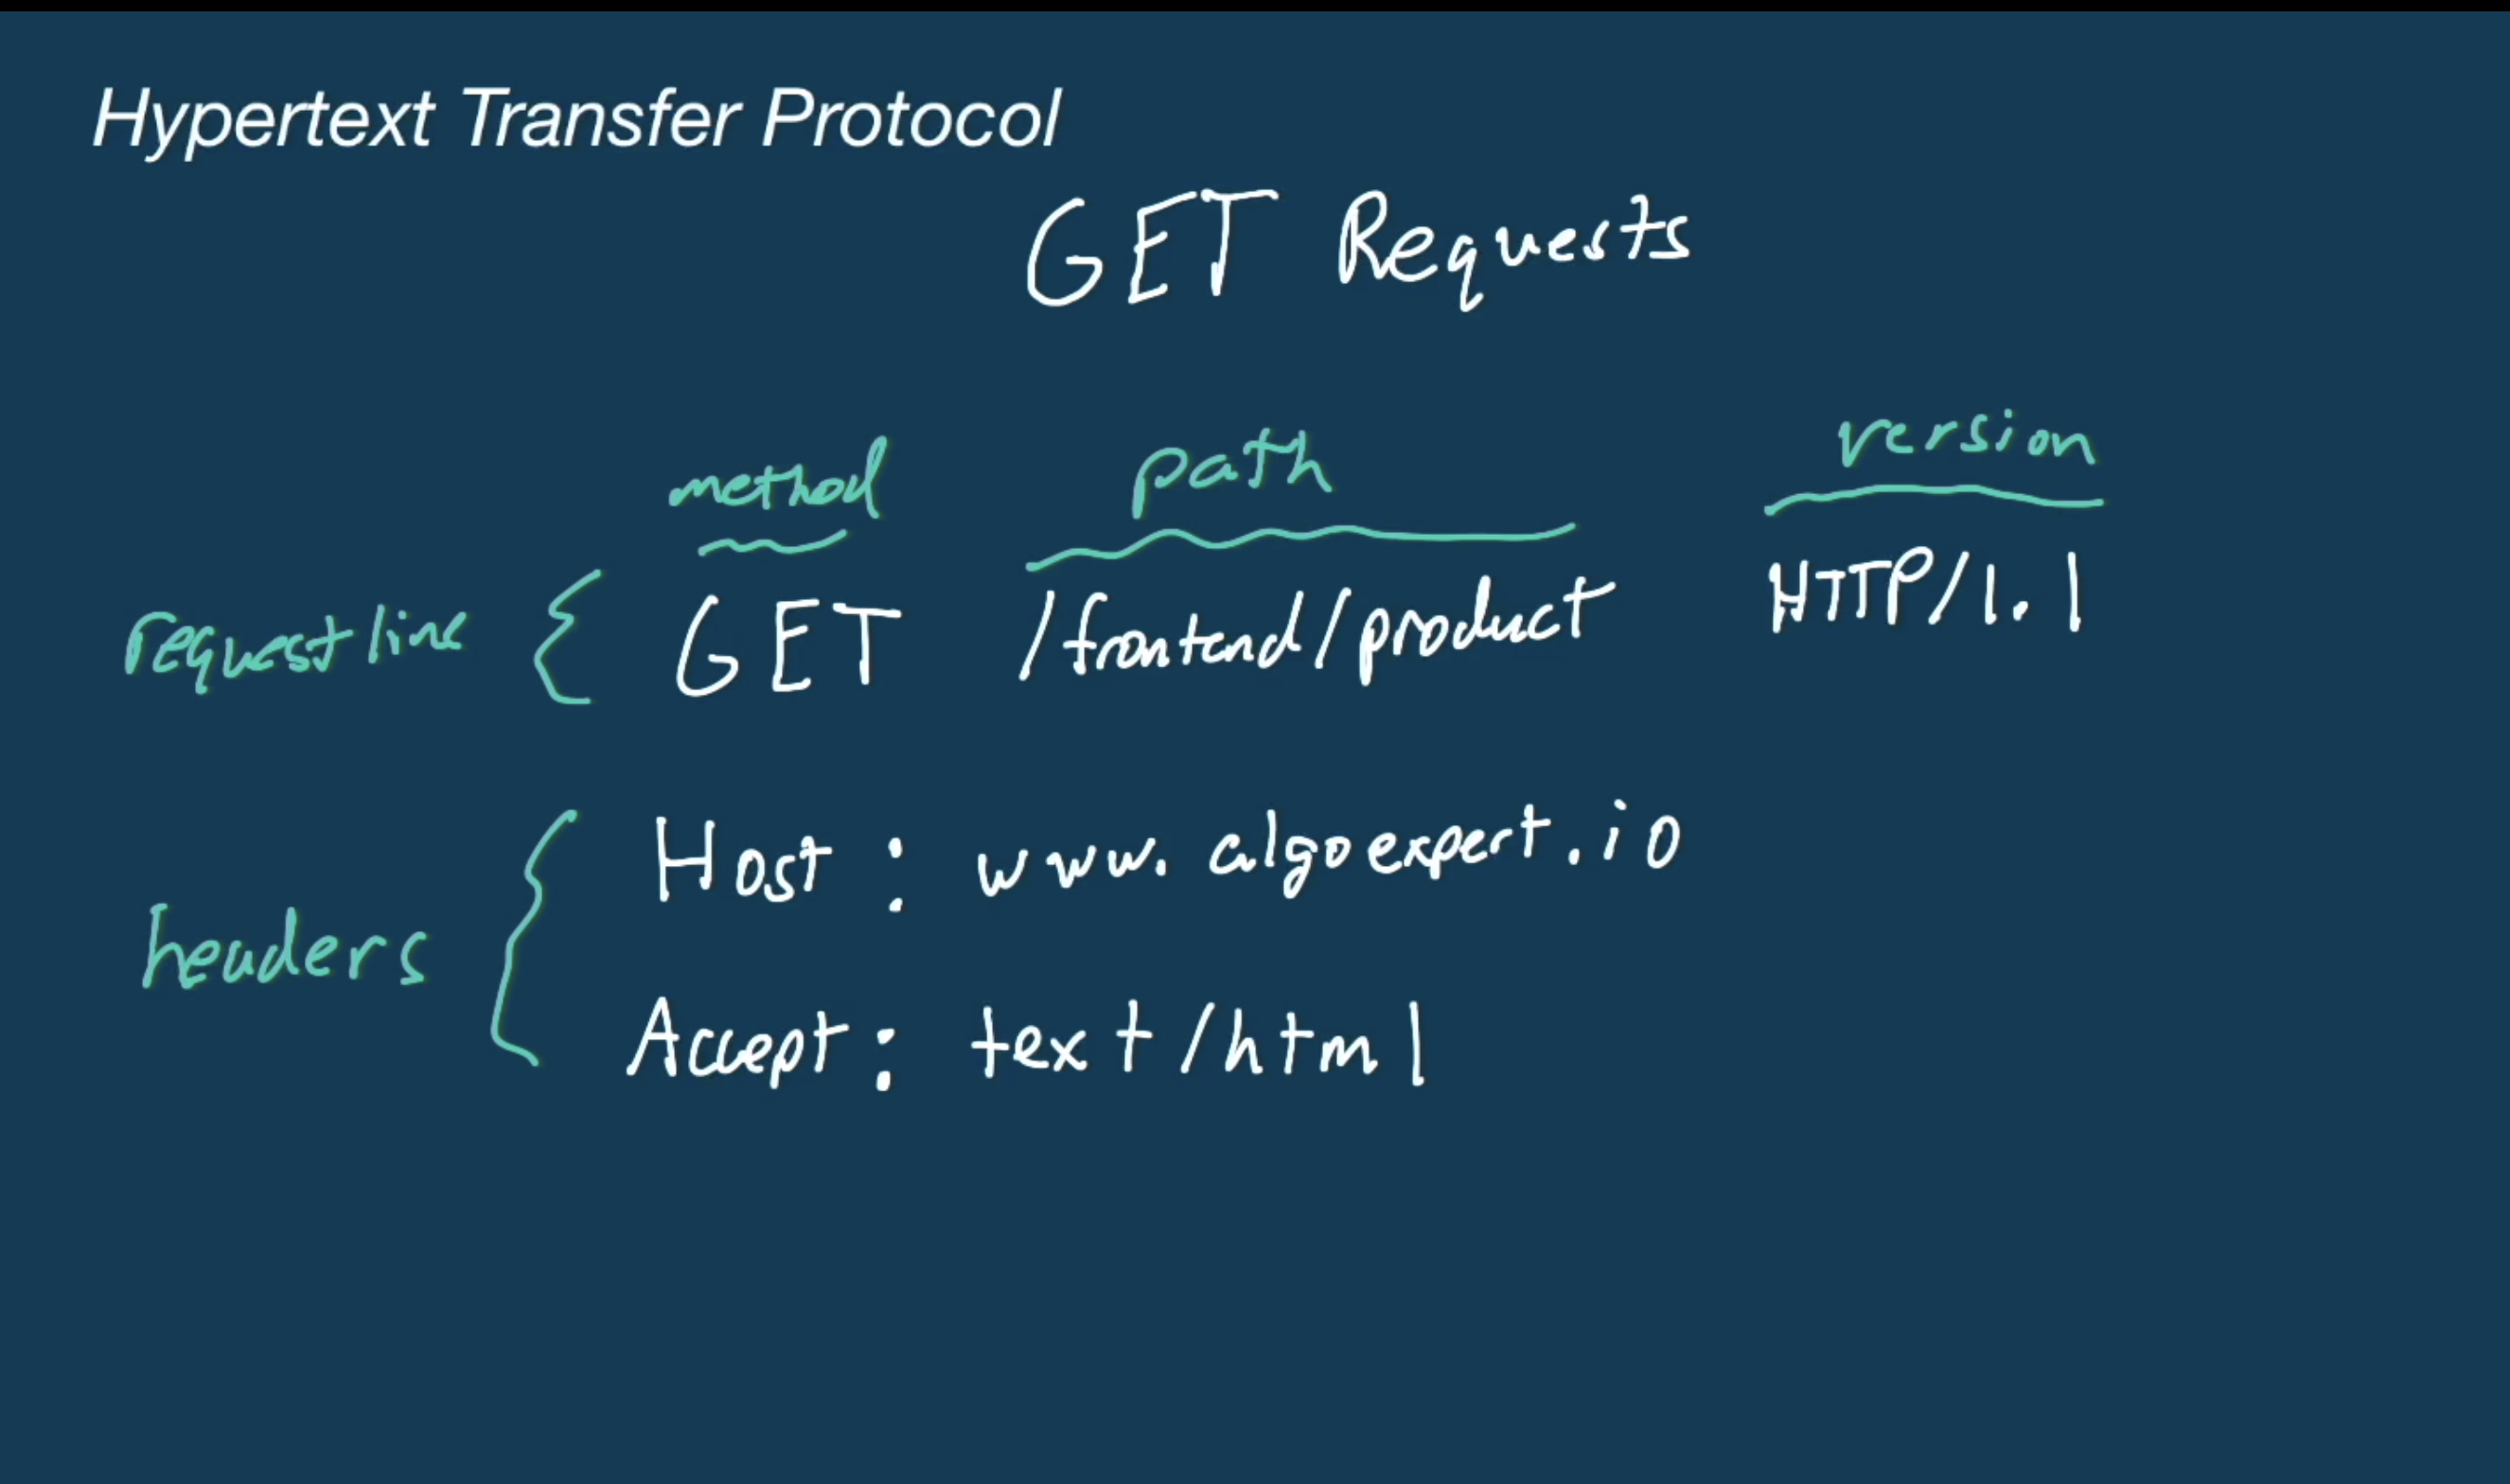 Hypertext Transfer Protocol
GET Requests
method path version
request line { GET /frontend/product HTTP/1.1
Host: www.algoexpert.io
headers {
Accept: text/html